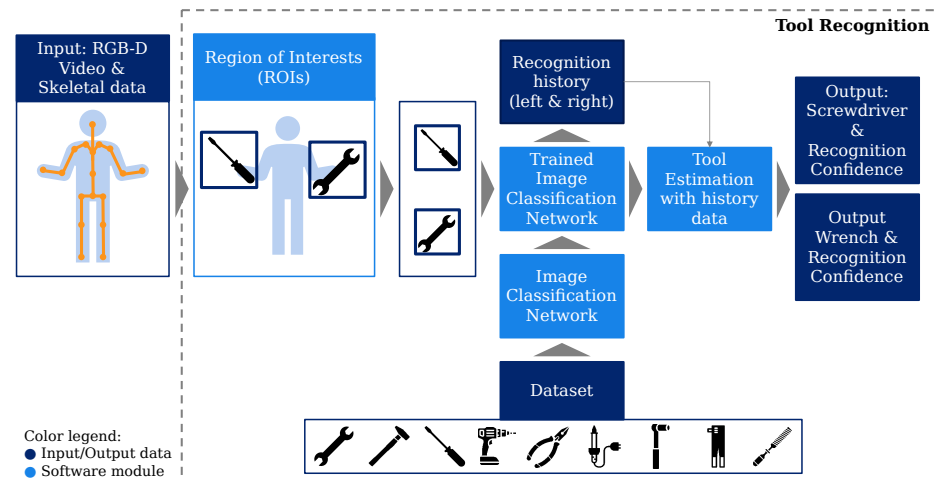 Tool Recognition
Input: RGB-D
Video &
Skeletal data
Region of Interests
(ROIs)
Recognition
history
(left & right)
Trained
Image
Classification
Network
Tool
Estimation
with history
data
Output:
Screwdriver
&
Recognition
Confidence
Output
Wrench &
Recognition
Confidence
Image
Classification
Network
Dataset
Color legend:
Input/Output data
Software module